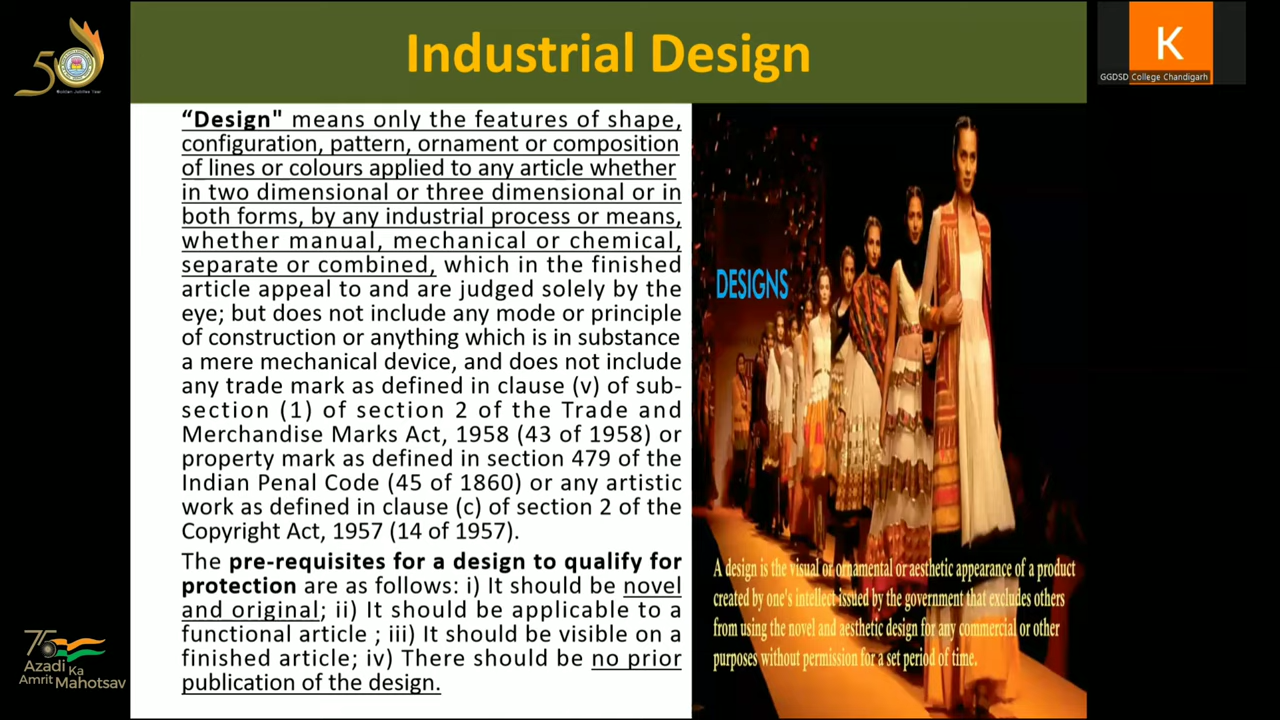 Industrial Design
50
Golden Jubilee Year
K
GGDSD College Chandigarh
“Design" means only the features of shape,
configuration, pattern, ornament or composition
of lines or colours applied to any article whether
in two dimensional or three dimensional or in
both forms, by any industrial process or means,
whether manual, mechanical or chemical,
separate or combined, which in the finished
article appeal to and are judged solely by the
eye; but does not include any mode or principle
of construction or anything which is in substance
a mere mechanical device, and does not include
any trade mark as defined in clause (v) of sub-
section (1) of section 2 of the Trade and
Merchandise Marks Act, 1958 (43 of 1958) or
property mark as defined in section 479 of the
Indian Penal Code (45 of 1860) or any artistic
work as defined in clause (c) of section 2 of the
Copyright Act, 1957 (14 of 1957).
The pre-requisites for a design to qualify for
protection are as follows: i) It should be novel
and original; ii) It should be applicable to a
functional article ; iii) It should be visible on a
finished article; iv) There should be no prior
publication of the design.
DESIGNS
A design is the visual or ornamental or aesthetic appearance of a product
created by one's intellect issued by the government that excludes others
from using the novel and aesthetic design for any commercial or other
purposes without permission for a set period of time.
75
Azadi Ka
Amrit Mahotsav